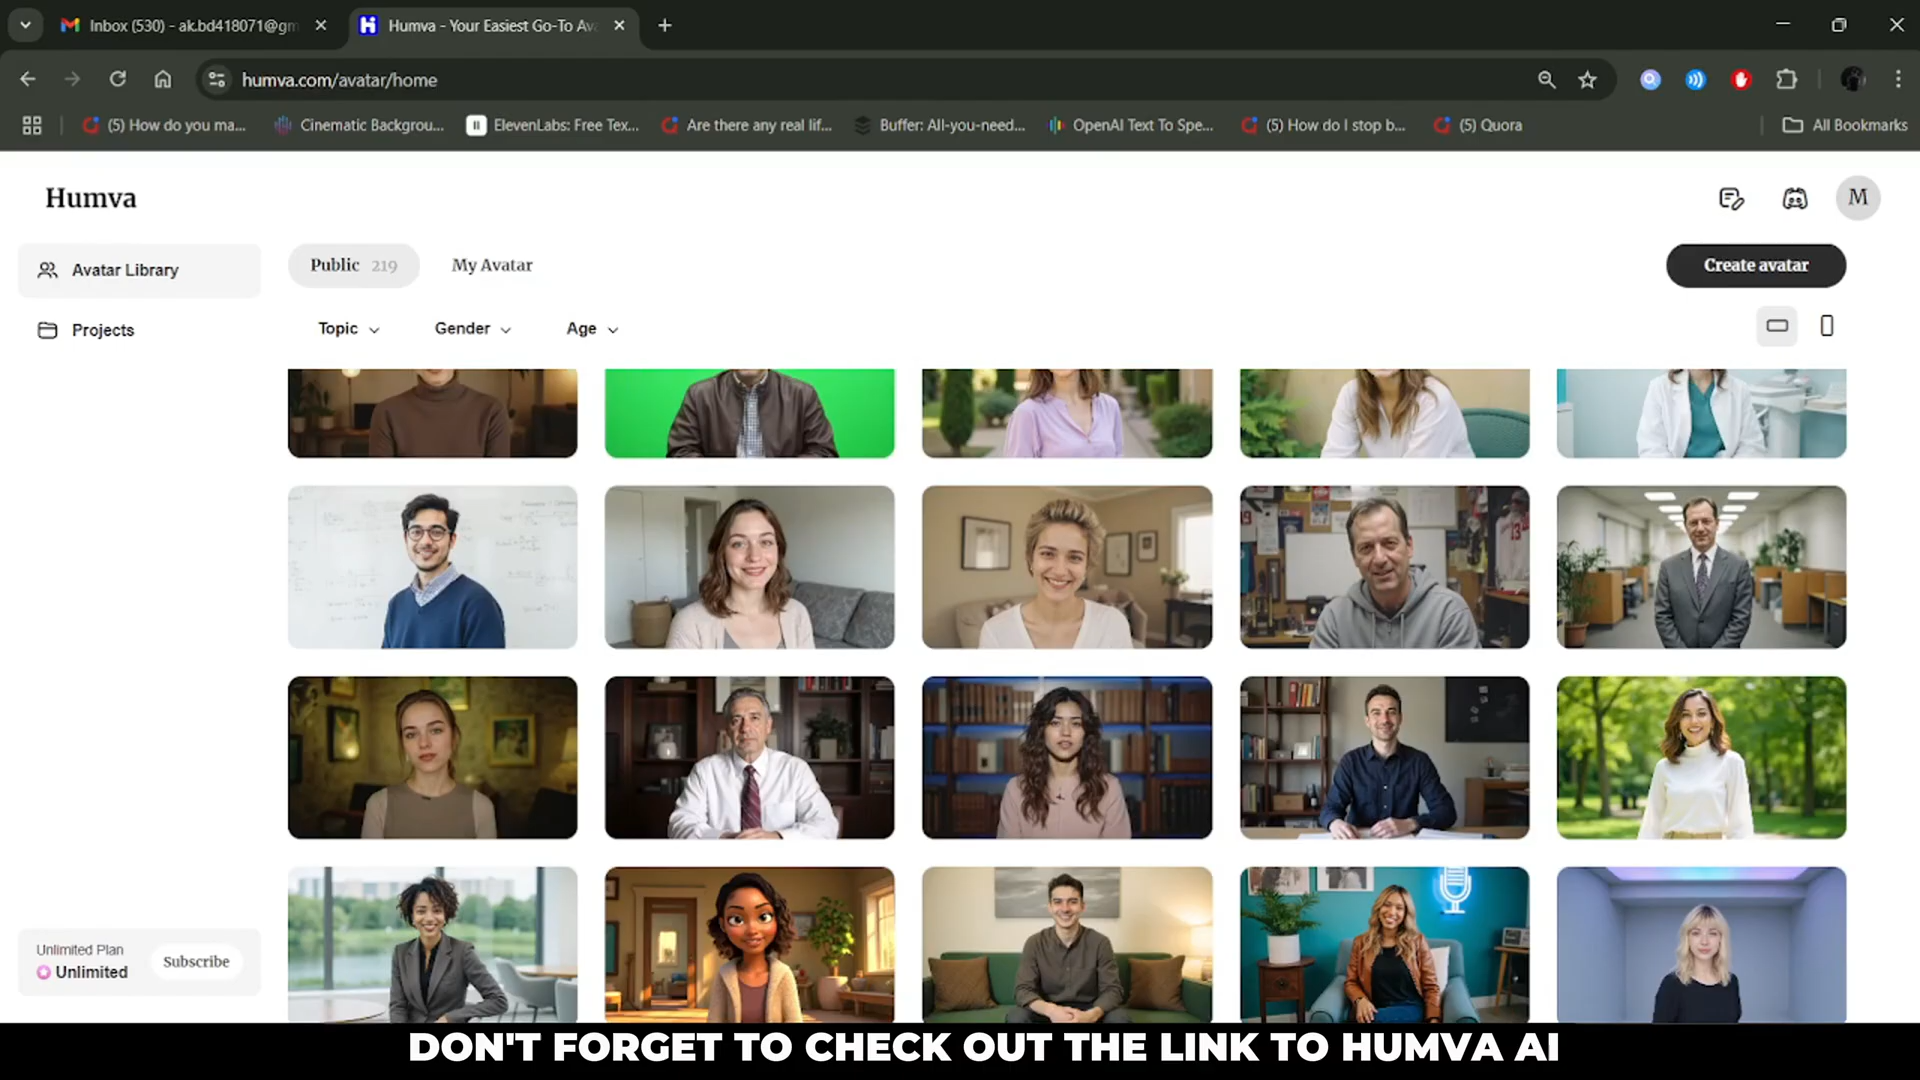 Inbox (530) - ak.bd418071@gm
Humva - Your Easiest Go-To Av
humva.com/avatar/home
(5) How do you ma...
Cinematic Backgrou...
ElevenLabs: Free Tex...
Are there any real lif...
Buffer: All-you-need...
OpenAI Text To Spe...
(5) How do I stop b...
(5) Quora
All Bookmarks
Humva
M
Avatar Library
Public 219
My Avatar
Create avatar
Projects
Topic
Gender
Age
Unlimited Plan
Unlimited
Subscribe
DON'T FORGET TO CHECK OUT THE LINK TO HUMVA AI